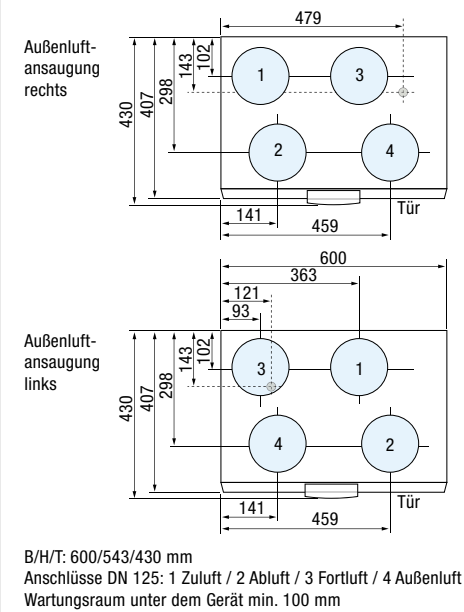 479
Außenluft-
ansaugung
rechts
430
407
298
143
102
1
3
2
4
Tür
141
459
600
363
121
93
Außenluft-
ansaugung
links
430
407
298
143
102
3
1
4
2
Tür
141
459
B/H/T: 600/543/430 mm
Anschlüsse DN 125: 1 Zuluft / 2 Abluft / 3 Fortluft / 4 Außenluft
Wartungsraum unter dem Gerät min. 100 mm